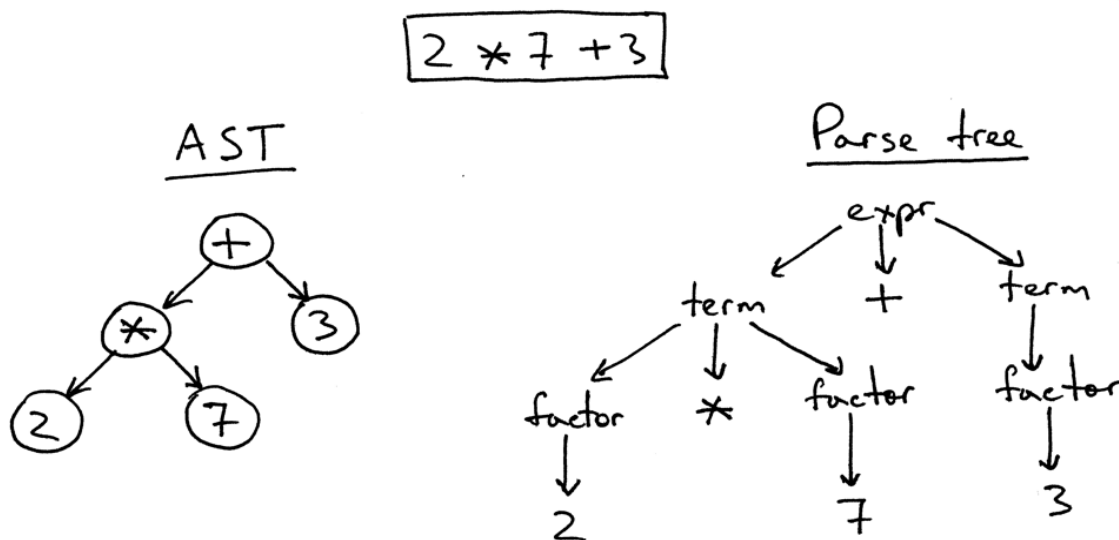 2 * 7 + 3
AST
Parse tree
+
* 3
2 7
expr
term + term
factor * factor factor
2 7 3